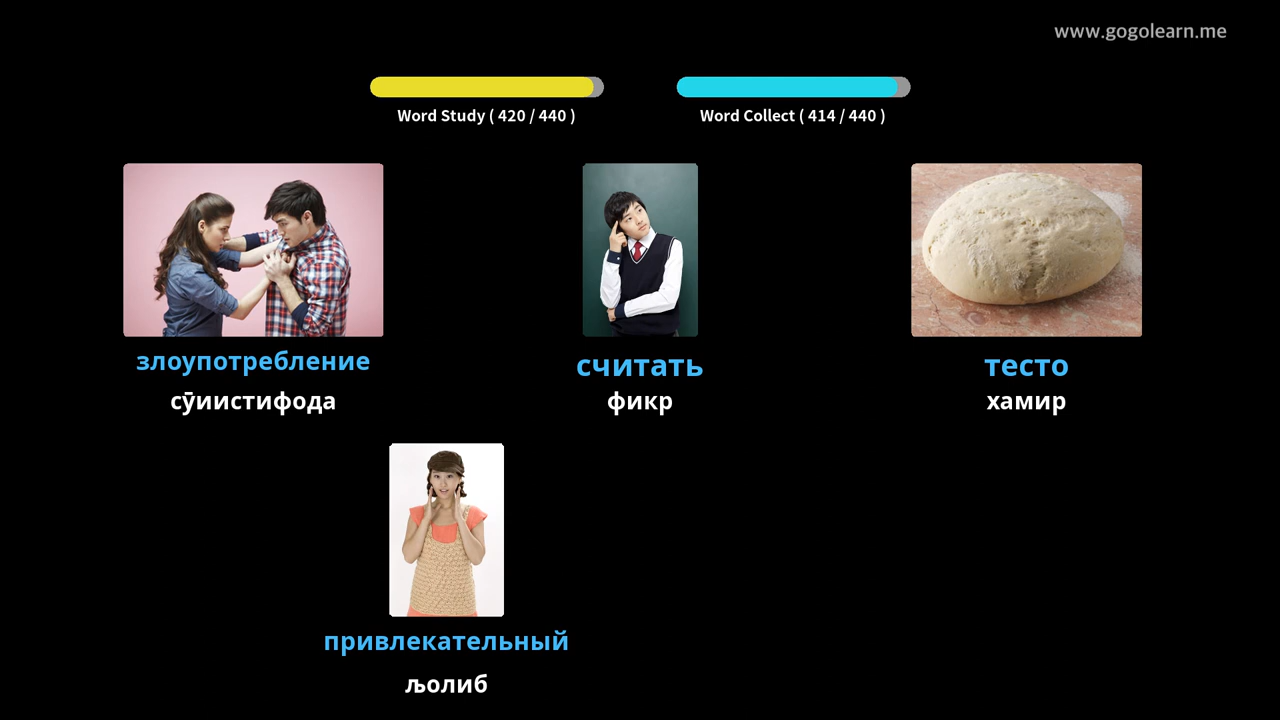 www.gogolearn.me
Word Study ( 420 / 440 )
Word Collect ( 414 / 440 )
злоупотребление
сӯиистифода
считать
фикр
тесто
хамир
привлекательный
љолиб